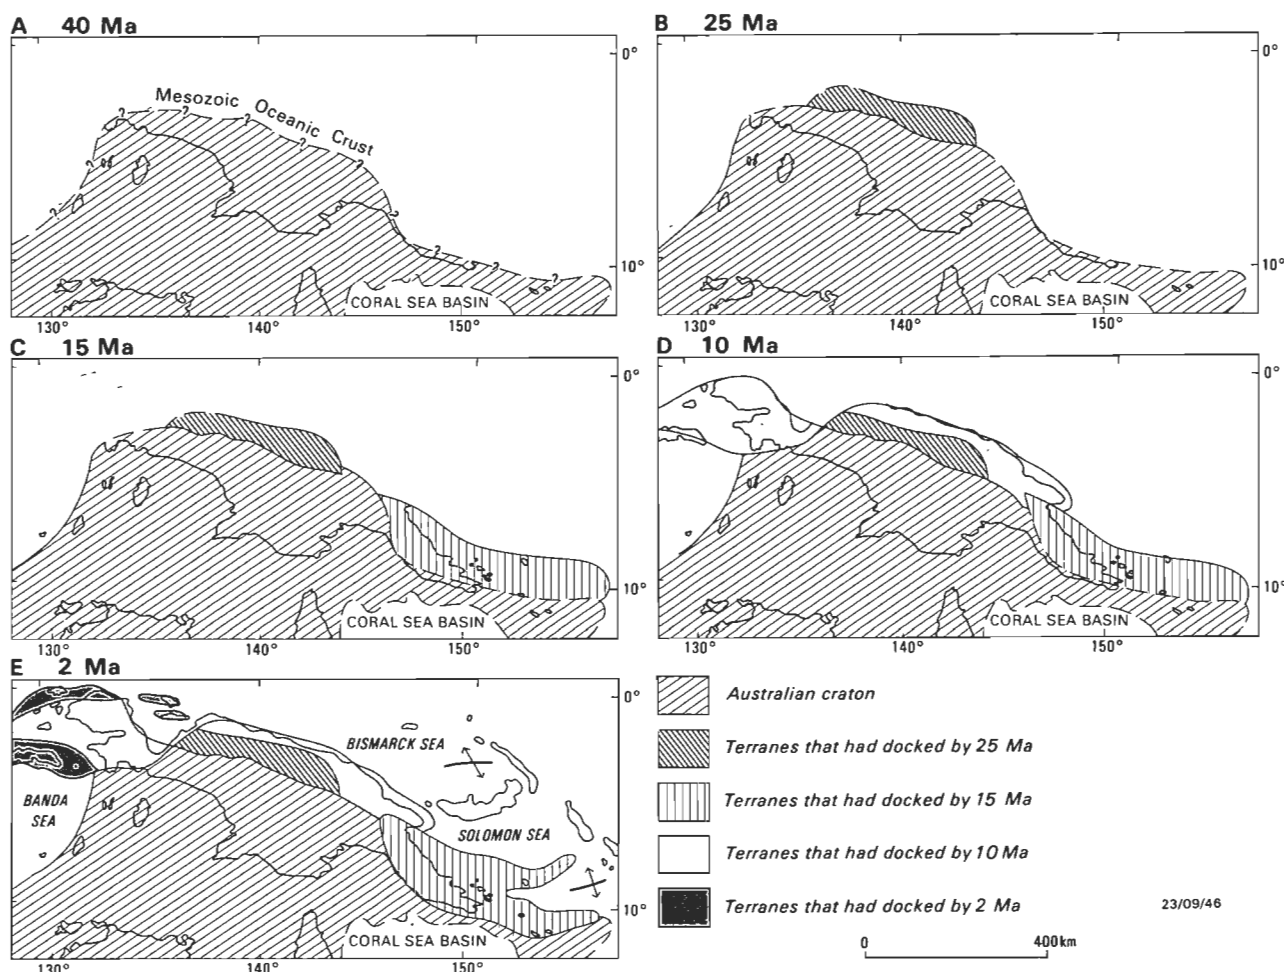 A 40 Ma
Mesozoic Oceanic Crust
? ? ? ? ? ? ? ? ? ? ? ? ?
0°
10°
CORAL SEA BASIN
130° 140° 150°
B 25 Ma
0°
10°
CORAL SEA BASIN
130° 140° 150°
C 15 Ma
0°
10°
CORAL SEA BASIN
130° 140° 150°
D 10 Ma
0°
10°
CORAL SEA BASIN
130° 140° 150°
E 2 Ma
0°
BISMARCK SEA
BANDA
SEA
SOLOMON SEA
10°
CORAL SEA BASIN
130° 140° 150°
Australian craton
Terranes that had docked by 25 Ma
Terranes that had docked by 15 Ma
Terranes that had docked by 10 Ma
Terranes that had docked by 2 Ma
23/09/46
0 400km